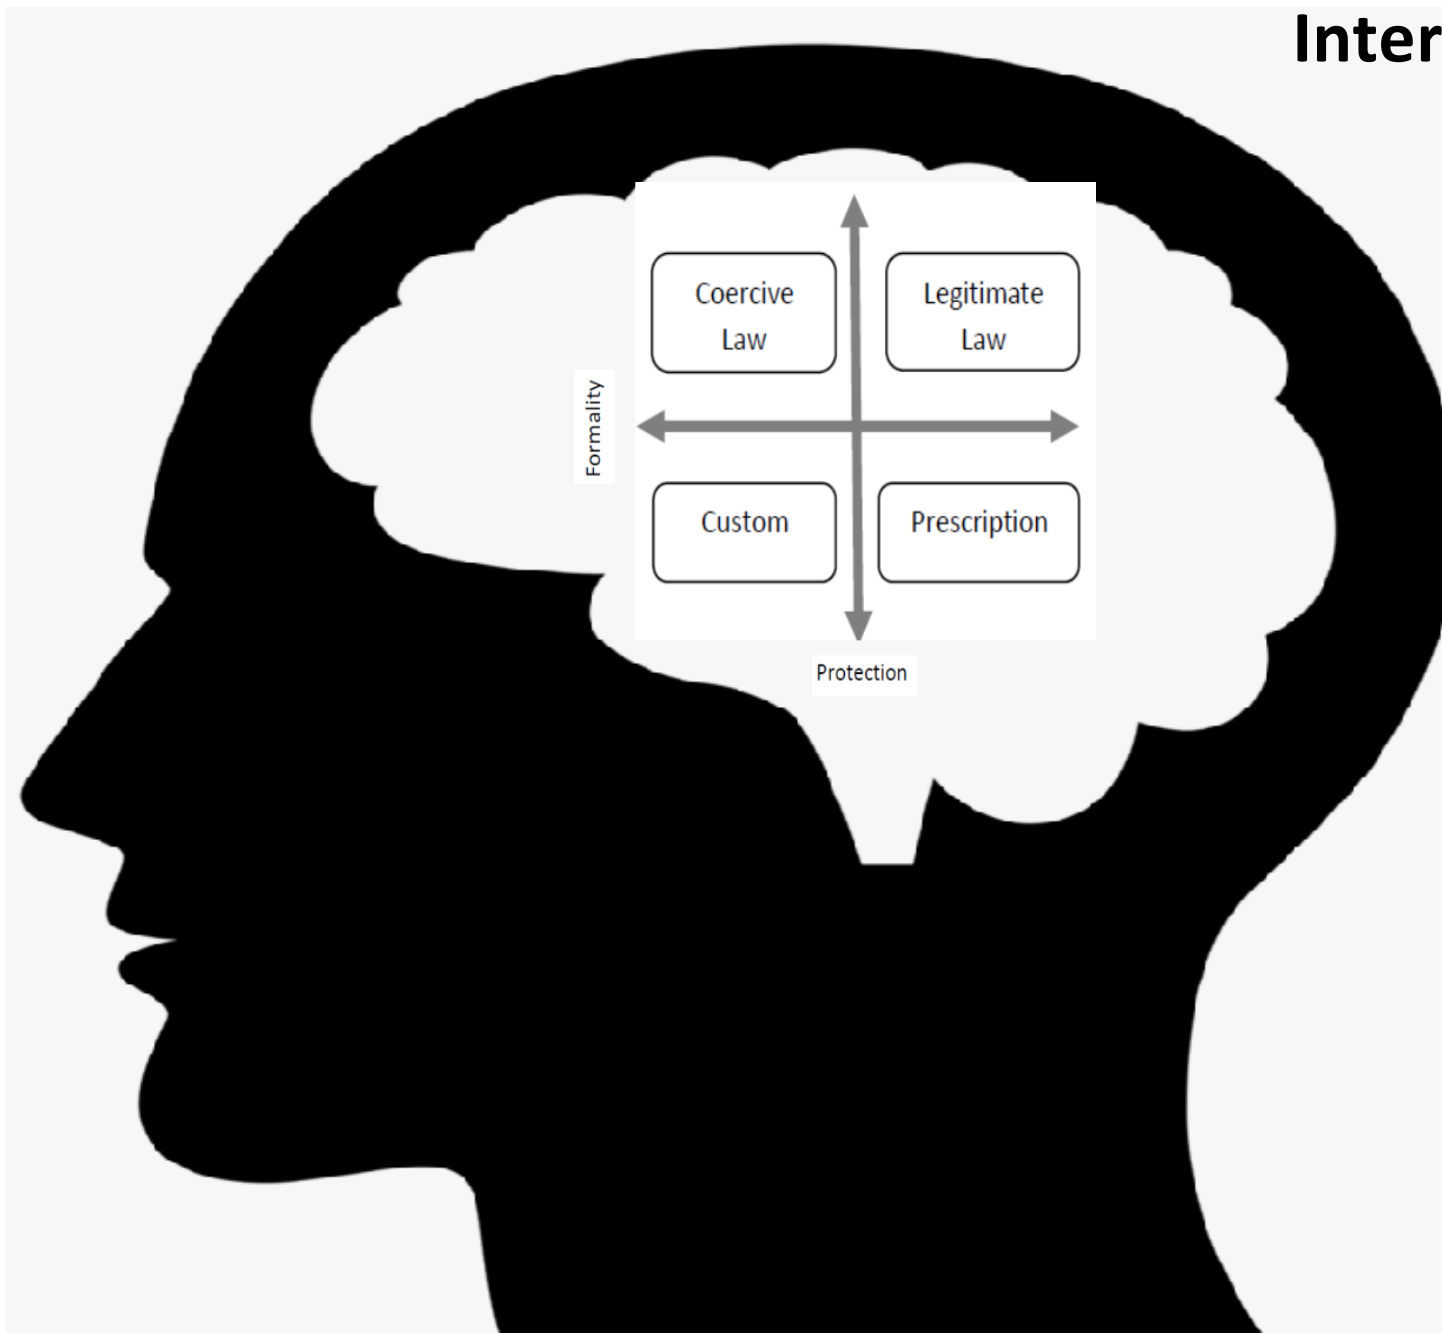 Inter
Coercive
Law
Legitimate
Law
Formality
Custom
Prescription
Protection